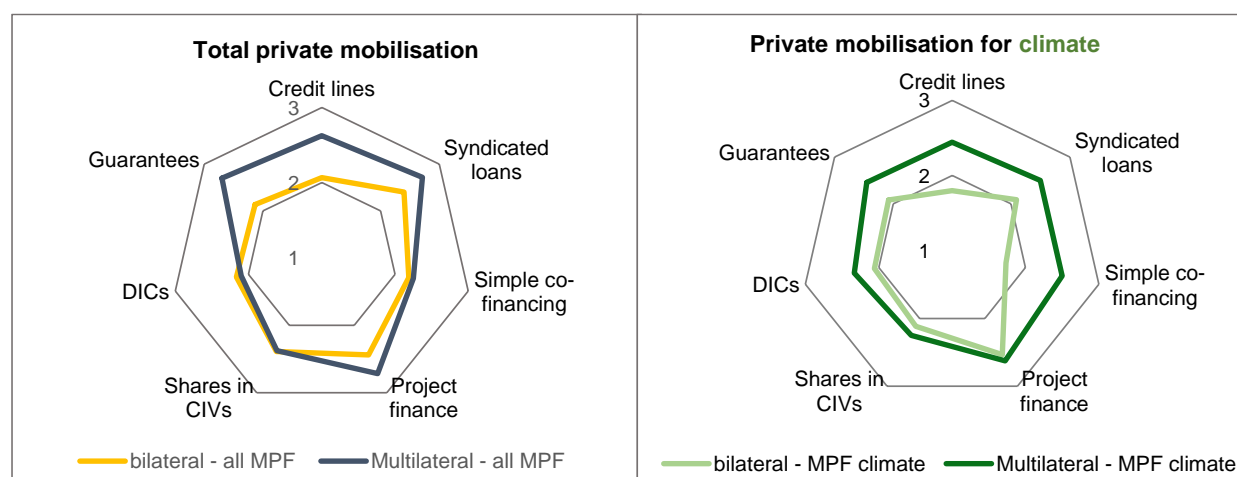 Total private mobilisation
Credit lines
3
Guarantees
Syndicated
loans
2
1
DICs
Simple co-
financing
Shares in
CIVs
Project
finance
bilateral - all MPF
Multilateral - all MPF
Private mobilisation for climate
Credit lines
3
Guarantees
Syndicated
loans
2
1
DICs
Simple co-
financing
Shares in
CIVs
Project
finance
bilateral - MPF climate
Multilateral - MPF climate